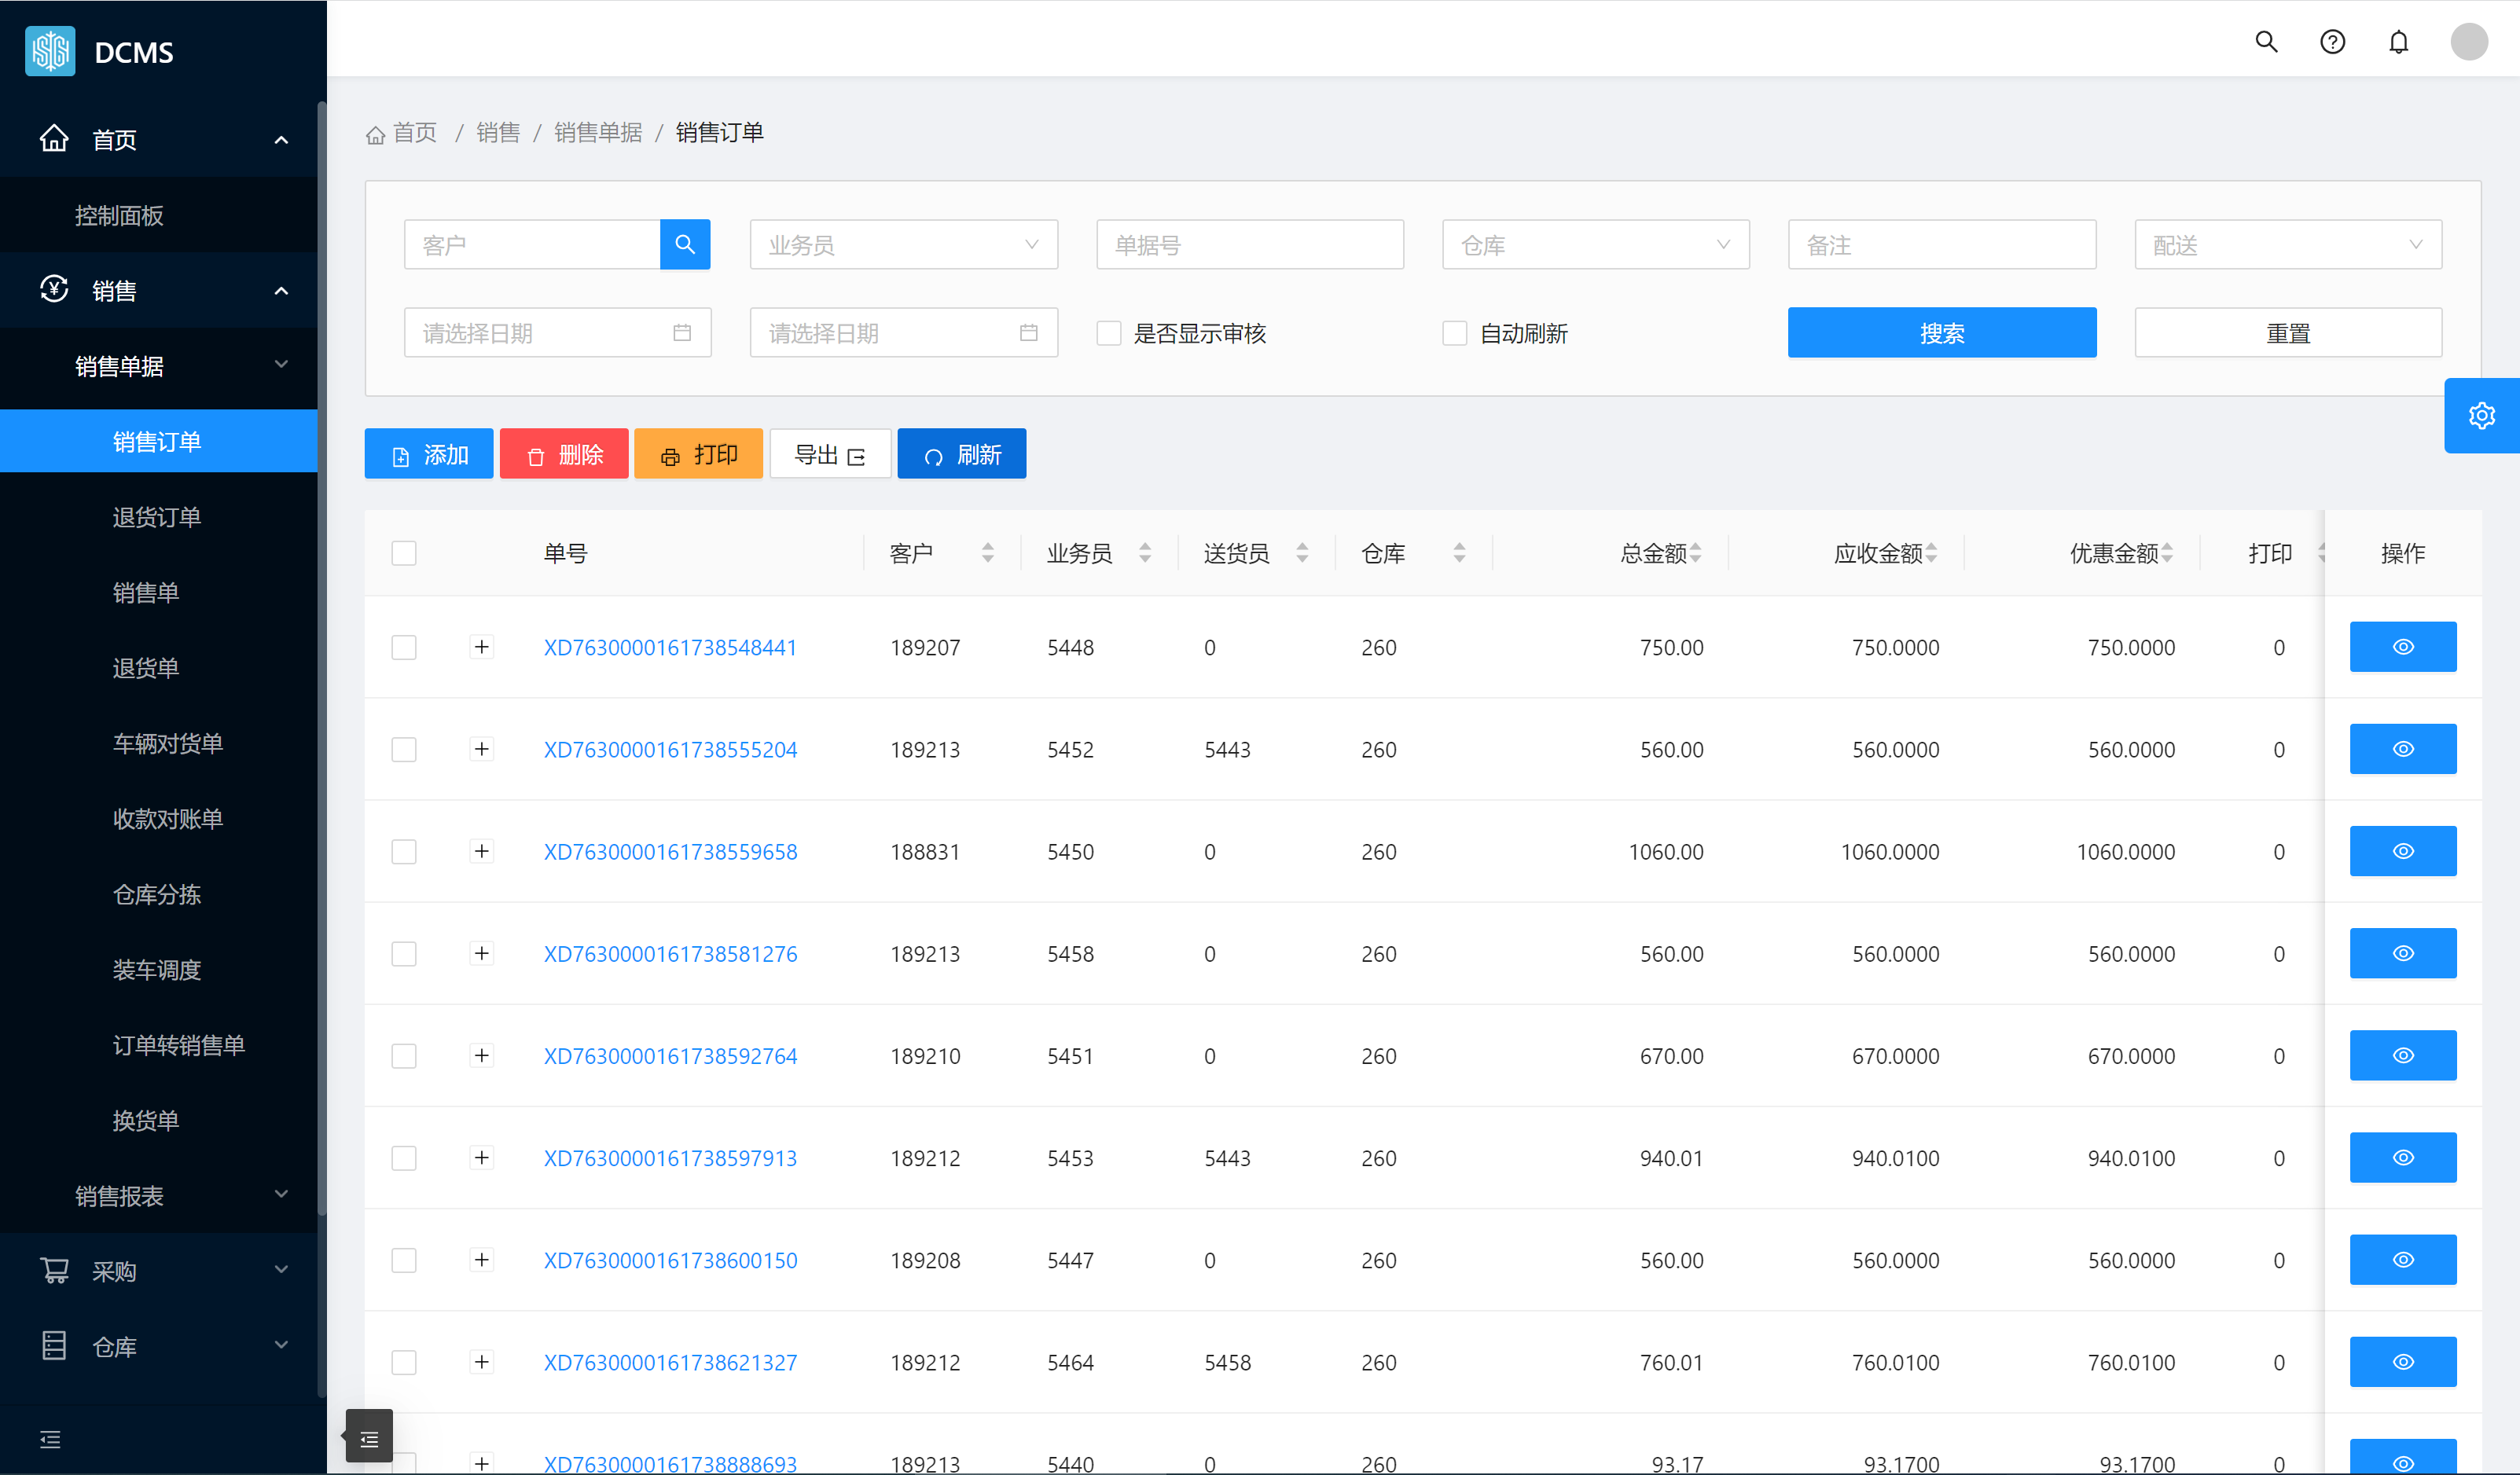 DCMS
首页
控制面板
销售
销售单据
销售订单
退货订单
销售单
退货单
车辆对货单
收款对账单
仓库分拣
装车调度
订单转销售单
换货单
销售报表
采购
仓库
首页 / 销售 / 销售单据 / 销售订单
客户 业务员 单据号 仓库 备注 配送
请选择日期 请选择日期 是否显示审核 自动刷新 搜索 重置
添加 删除 打印 导出 刷新
单号 客户 业务员 送货员 仓库 总金额 应收金额 优惠金额 打印 操作
XD7630000161738548441 189207 5448 0 260 750.00 750.0000 750.0000 0
XD7630000161738555204 189213 5452 5443 260 560.00 560.0000 560.0000 0
XD7630000161738559658 188831 5450 0 260 1060.00 1060.0000 1060.0000 0
XD7630000161738581276 189213 5458 0 260 560.00 560.0000 560.0000 0
XD7630000161738592764 189210 5451 0 260 670.00 670.0000 670.0000 0
XD7630000161738597913 189212 5453 5443 260 940.01 940.0100 940.0100 0
XD7630000161738600150 189208 5447 0 260 560.00 560.0000 560.0000 0
XD7630000161738621327 189212 5464 5458 260 760.01 760.0100 760.0100 0
XD7630000161738888693 189213 5440 0 260 93.17 93.1700 93.1700 0